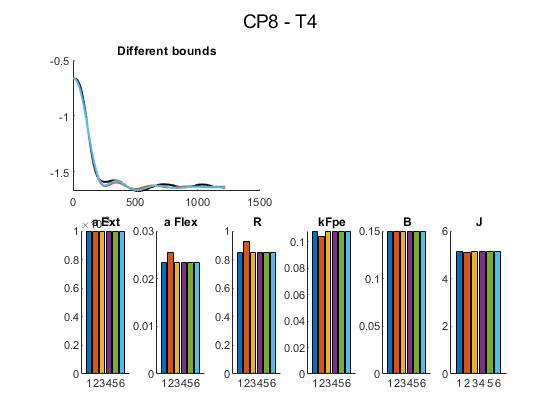 CP8 - T4
Different bounds
-0.5
-1
-1.5
0 500 1000 1500
a Ext a Flex R kFpe B J
1 0.03 1 0.1 0.15 6
0.8 0.02 0.8 0.08 0.1 4
0.6 0.01 0.6 0.06 0.05 2
0.4 0 0.4 0.04 0 0
0.2 0.2 0.02
0 0 0
123456 123456 123456 123456 123456 1 2 3 4 5 6